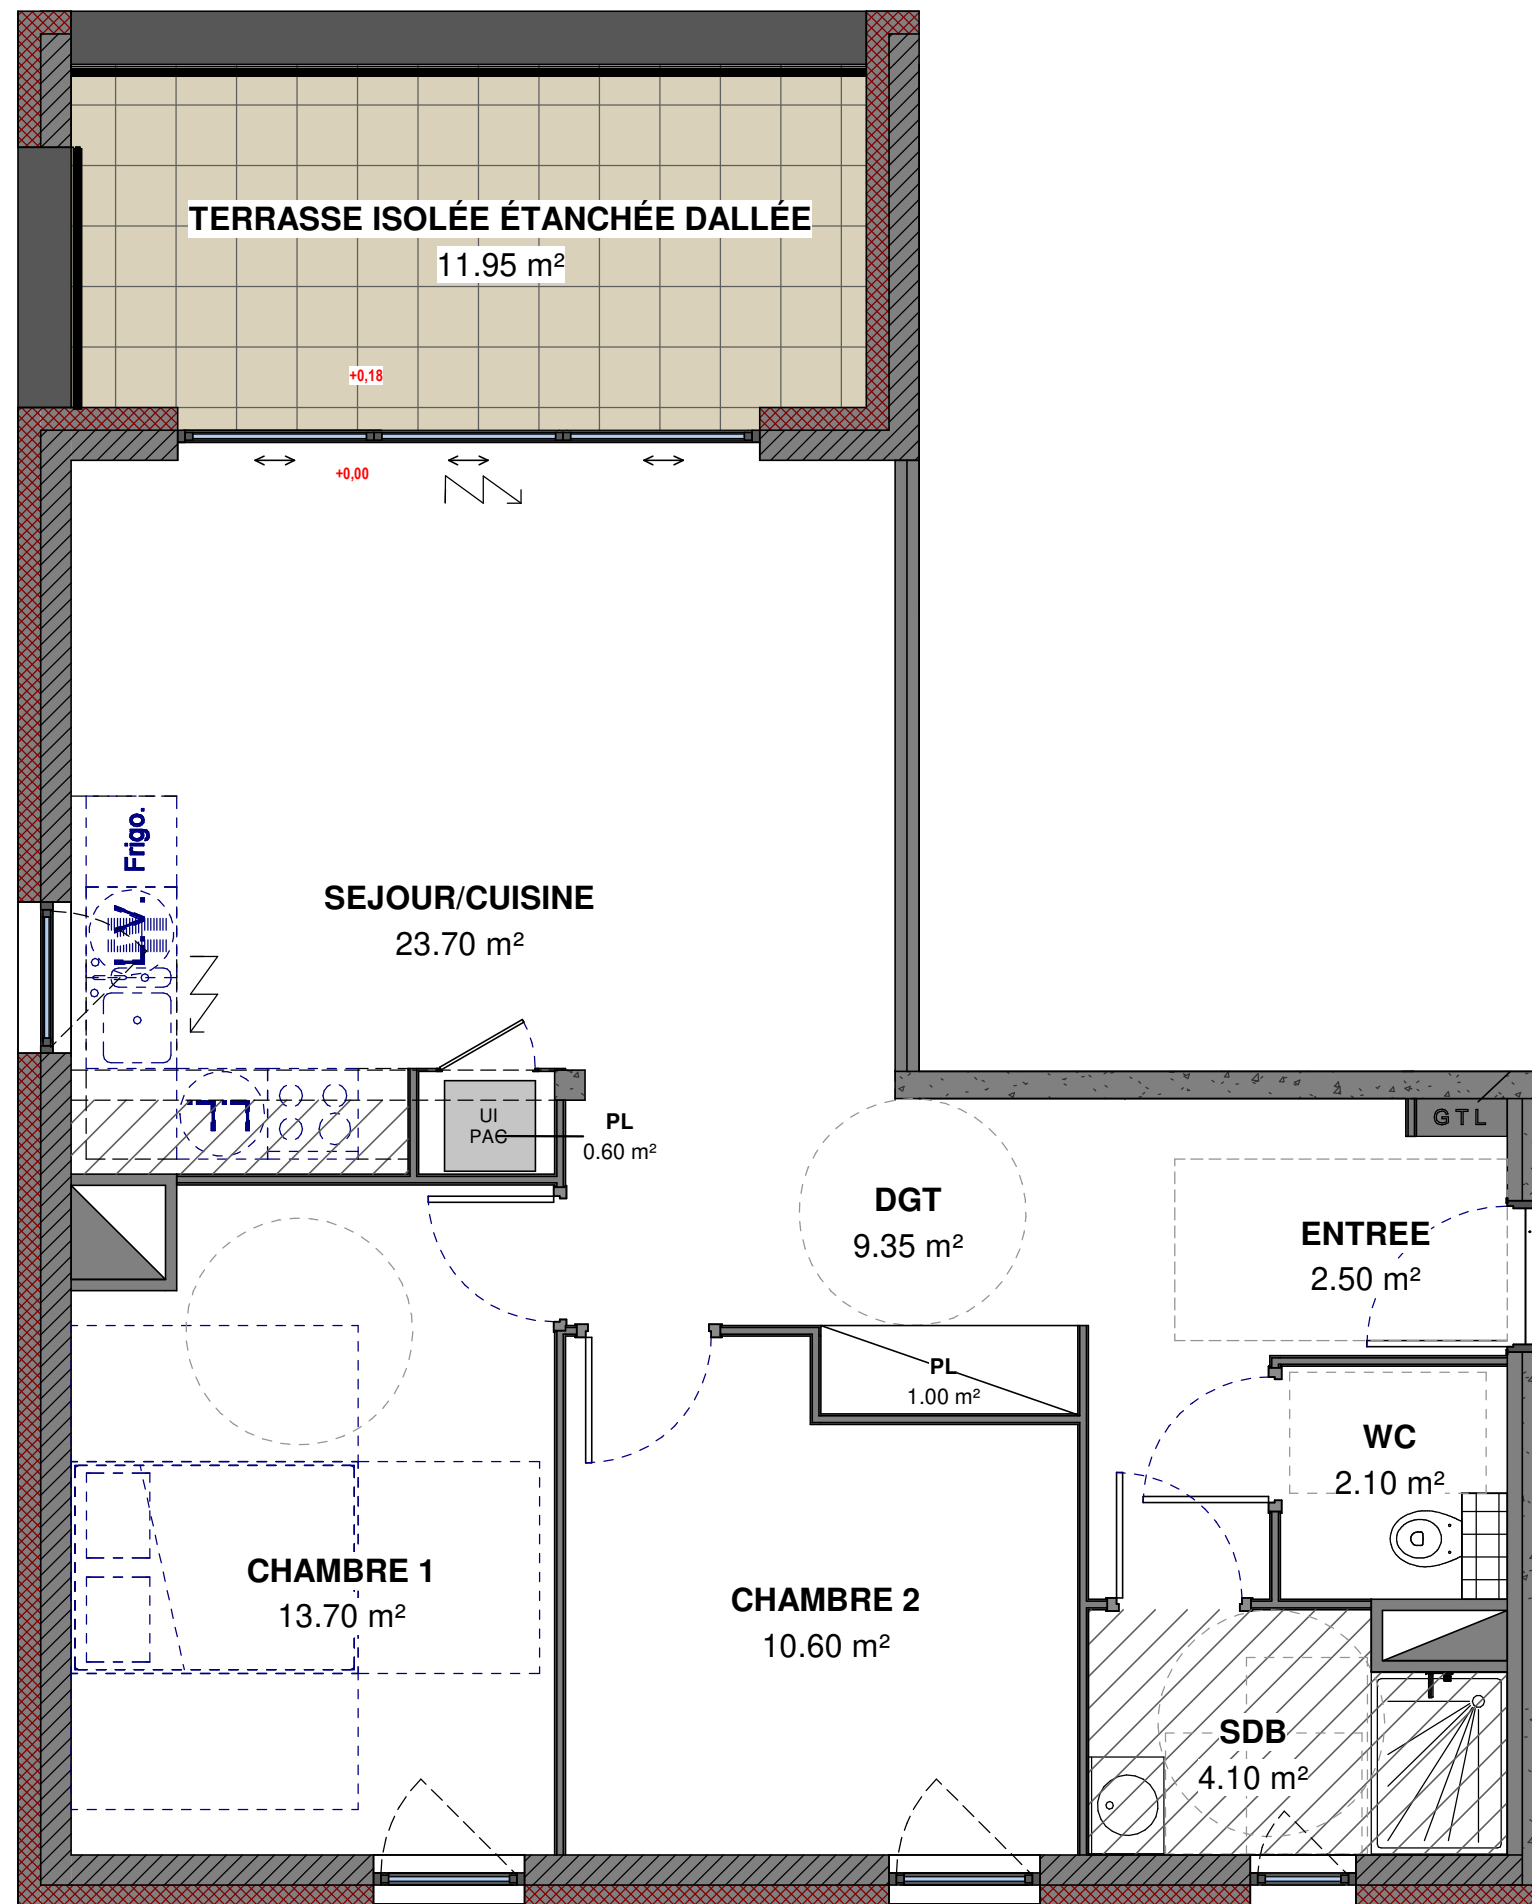 TERRASSE ISOLÉE ÉTANCHÉE DALLÉE
11.95 m²
+0,18
+0,00
Frigo.
L.V.
SEJOUR/CUISINE
23.70 m²
UI
PAC
PL
0.60 m²
GTL
DGT
9.35 m²
ENTREE
2.50 m²
PL
1.00 m²
WC
2.10 m²
CHAMBRE 1
13.70 m²
CHAMBRE 2
10.60 m²
SDB
4.10 m²